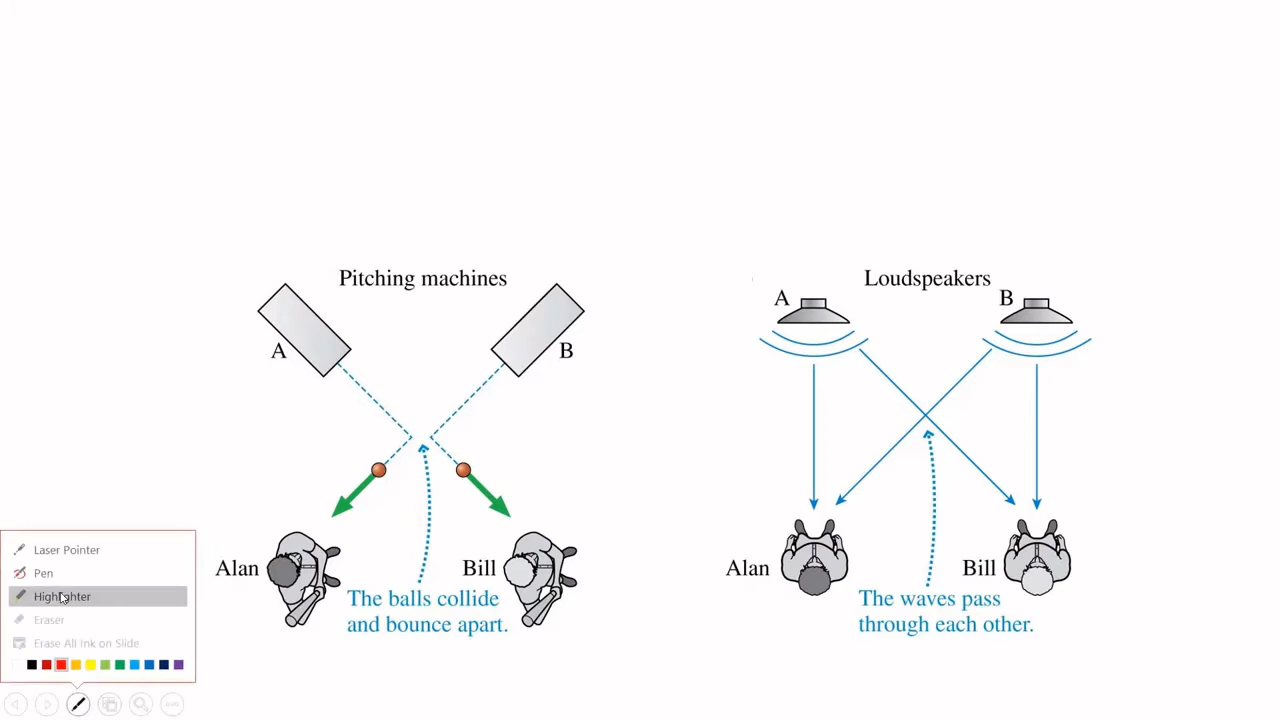 Pitching machines
A
B
Alan
Bill
The balls collide
and bounce apart.
Loudspeakers
A
B
Alan
Bill
The waves pass
through each other.
Laser Pointer
Pen
Highlighter
Eraser
Erase All Ink on Slide